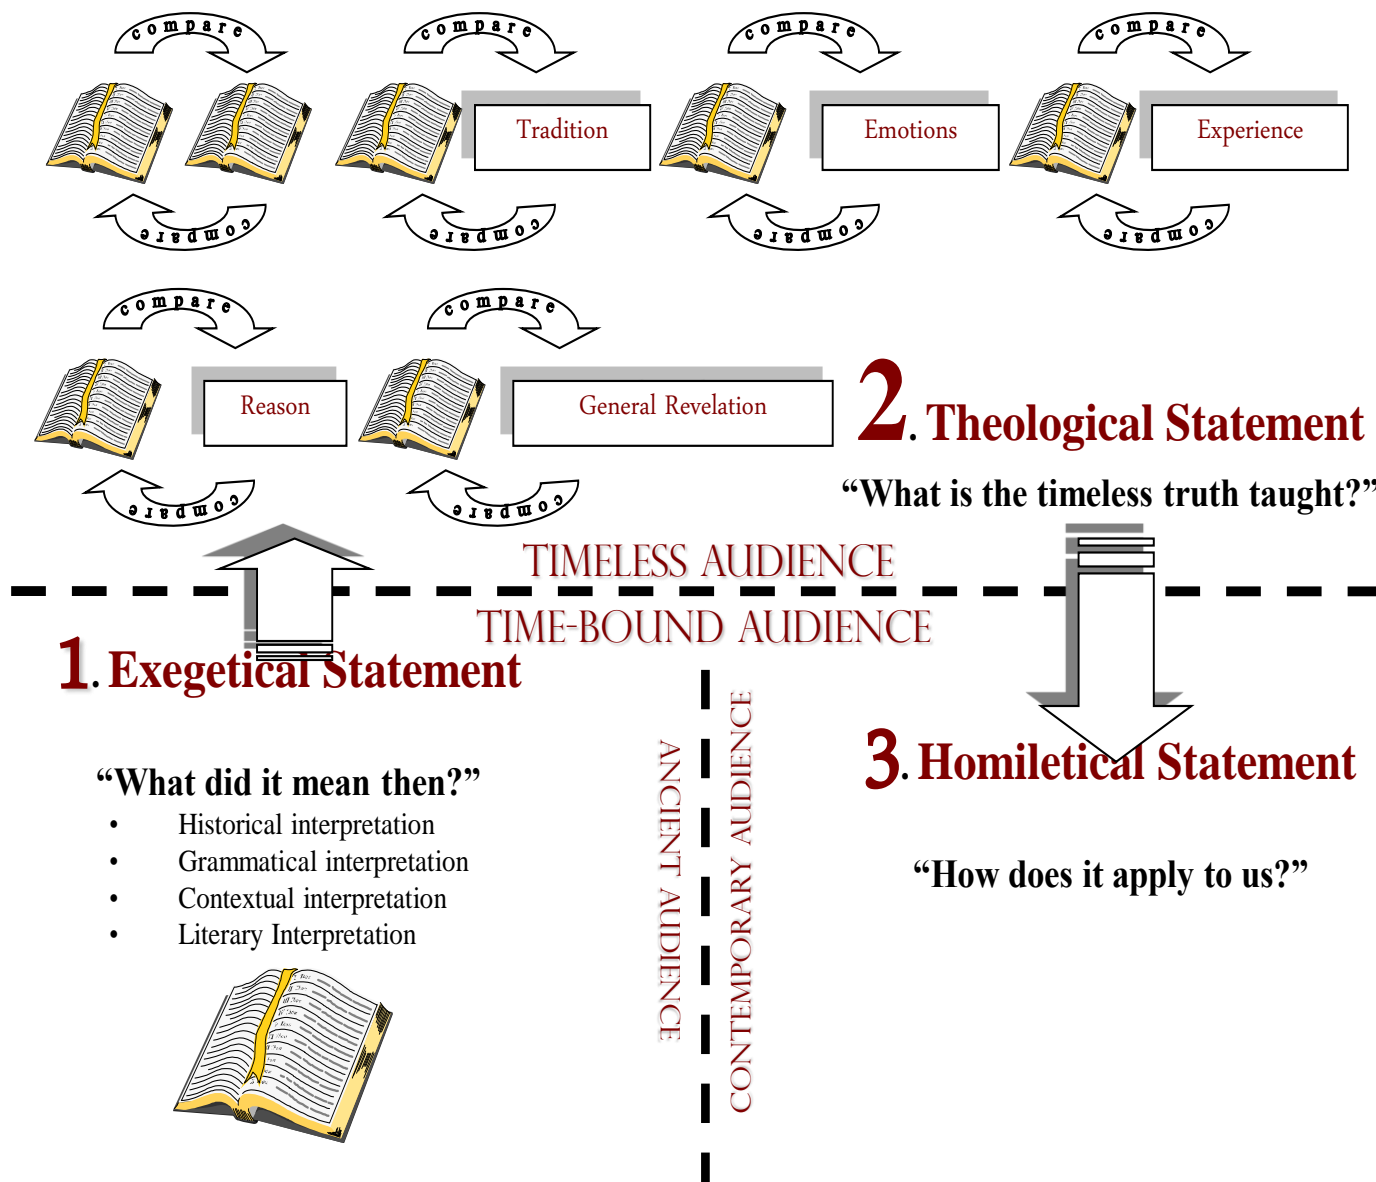 compare compare compare compare
Tradition Emotions Experience
compare compare compare compare
compare compare
Reason General Revelation
compare compare
2. Theological Statement
“What is the timeless truth taught?”
TIMELESS AUDIENCE
TIME-BOUND AUDIENCE
1. Exegetical Statement
“What did it mean then?”
• Historical interpretation
• Grammatical interpretation
• Contextual interpretation
• Literary Interpretation
ANCIENT AUDIENCE
CONTEMPORARY AUDIENCE
3. Homiletical Statement
“How does it apply to us?”